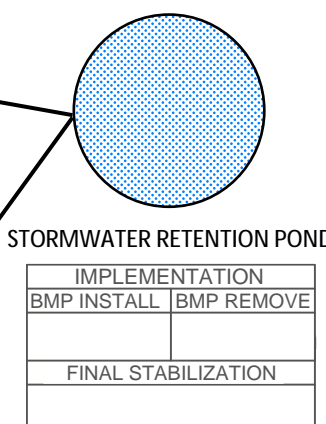 STORMWATER RETENTION POND
IMPLEMENTATION
BMP INSTALL BMP REMOVE
FINAL STABILIZATION